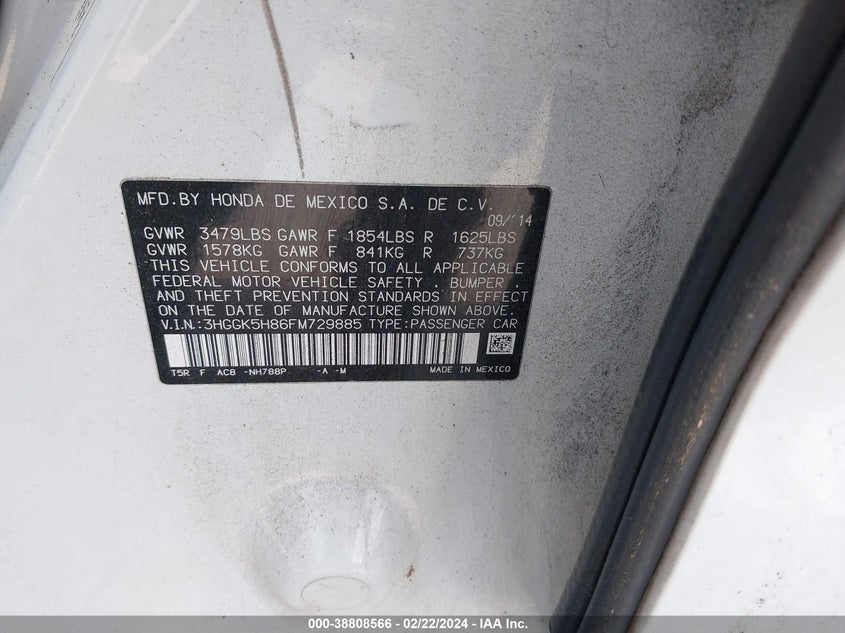 MFD.BY HONDA DE MEXICO S.A. DE C.V.
09/'14
GVWR 3479LBS GAWR F 1854LBS R 1625LBS
GVWR 1578KG GAWR F 841KG R 737KG
THIS VEHICLE CONFORMS TO ALL APPLICABLE
FEDERAL MOTOR VEHICLE SAFETY , BUMPER ,
AND THEFT PREVENTION STANDARDS IN EFFECT
ON THE DATE OF MANUFACTURE SHOWN ABOVE.
V.I.N.:3HGGK5H86FM729885 TYPE:PASSENGER CAR
T5R F AC8 -NH788P -A -M MADE IN MEXICO
000-38808566 - 02/22/2024 - IAA Inc.